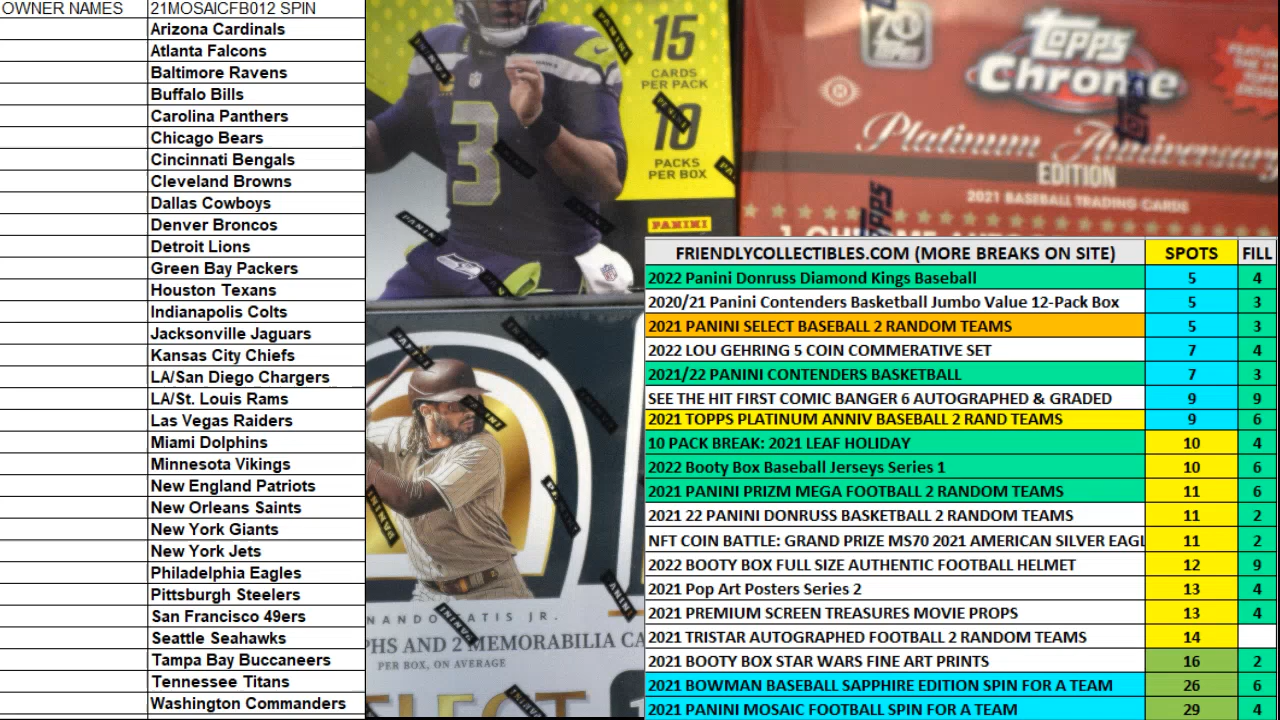 OWNER NAMES 21MOSAICFB012 SPIN
Arizona Cardinals
Atlanta Falcons
Baltimore Ravens
Buffalo Bills
Carolina Panthers
Chicago Bears
Cincinnati Bengals
Cleveland Browns
Dallas Cowboys
Denver Broncos
Detroit Lions
Green Bay Packers
Houston Texans
Indianapolis Colts
Jacksonville Jaguars
Kansas City Chiefs
LA/San Diego Chargers
LA/St. Louis Rams
Las Vegas Raiders
Miami Dolphins
Minnesota Vikings
New England Patriots
New Orleans Saints
New York Giants
New York Jets
Philadelphia Eagles
Pittsburgh Steelers
San Francisco 49ers
Seattle Seahawks
Tampa Bay Buccaneers
Tennessee Titans
Washington Commanders
15
CARDS
PER PACK
PACKS
PER BOX
PANINI
3
NFL
PANINI
PANINI
PANINI
70
topps
Topps
Chrome
Platinum Anniversary
EDITION
2021 BASEBALL TRADING CARDS
topps
topps
FRIENDLYCOLLECTIBLES.COM (MORE BREAKS ON SITE) SPOTS FILL
2022 Panini Donruss Diamond Kings Baseball 5 4
2020/21 Panini Contenders Basketball Jumbo Value 12-Pack Box 5 3
2021 PANINI SELECT BASEBALL 2 RANDOM TEAMS 5 3
2022 LOU GEHRING 5 COIN COMMERATIVE SET 7 4
2021/22 PANINI CONTENDERS BASKETBALL 7 3
SEE THE HIT FIRST COMIC BANGER 6 AUTOGRAPHED & GRADED 9 9
2021 TOPPS PLATINUM ANNIV BASEBALL 2 RAND TEAMS 9 6
10 PACK BREAK: 2021 LEAF HOLIDAY 10 4
2022 Booty Box Baseball Jerseys Series 1 10 6
2021 PANINI PRIZM MEGA FOOTBALL 2 RANDOM TEAMS 11 6
2021 22 PANINI DONRUSS BASKETBALL 2 RANDOM TEAMS 11 2
NFT COIN BATTLE: GRAND PRIZE MS70 2021 AMERICAN SILVER EAGL 11 2
2022 BOOTY BOX FULL SIZE AUTHENTIC FOOTBALL HELMET 12 9
2021 Pop Art Posters Series 2 13 4
2021 PREMIUM SCREEN TREASURES MOVIE PROPS 13 4
2021 TRISTAR AUTOGRAPHED FOOTBALL 2 RANDOM TEAMS 14
2021 BOOTY BOX STAR WARS FINE ART PRINTS 16 2
2021 BOWMAN BASEBALL SAPPHIRE EDITION SPIN FOR A TEAM 26 6
2021 PANINI MOSAIC FOOTBALL SPIN FOR A TEAM 29 4
PANINI
PANINI
PANINI
PANINI
NANDO TATIS JR.
PHS AND 2 MEMORABILIA CA
PER BOX, ON AVERAGE